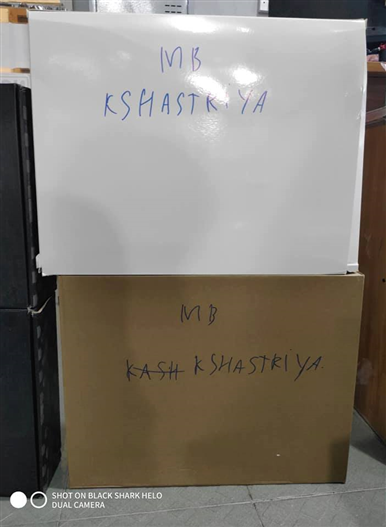 MB
KSHASTRIYA
MB
KASH KSHASTRIYA.
SHOT ON BLACK SHARK HELO
DUAL CAMERA